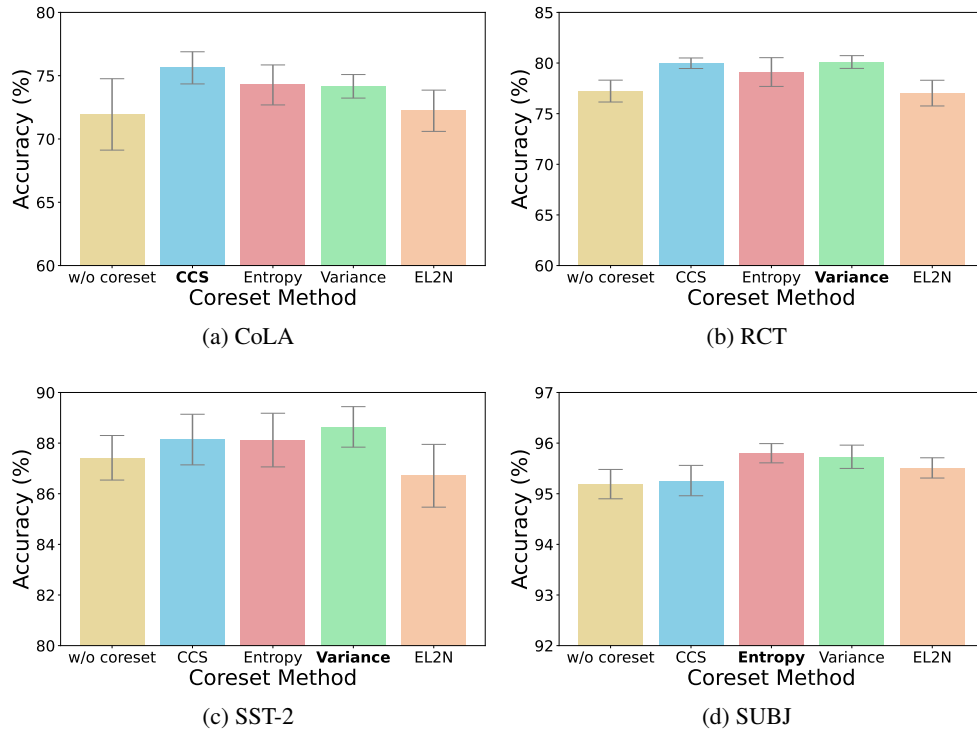 80
75
70
65
60
Accuracy (%)
w/o coreset CCS Entropy Variance EL2N
Coreset Method
(a) CoLA
85
80
75
70
65
60
Accuracy (%)
w/o coreset CCS Entropy Variance EL2N
Coreset Method
(b) RCT
90
88
86
84
82
80
Accuracy (%)
w/o coreset CCS Entropy Variance EL2N
Coreset Method
(c) SST-2
97
96
95
94
93
92
Accuracy (%)
w/o coreset CCS Entropy Variance EL2N
Coreset Method
(d) SUBJ